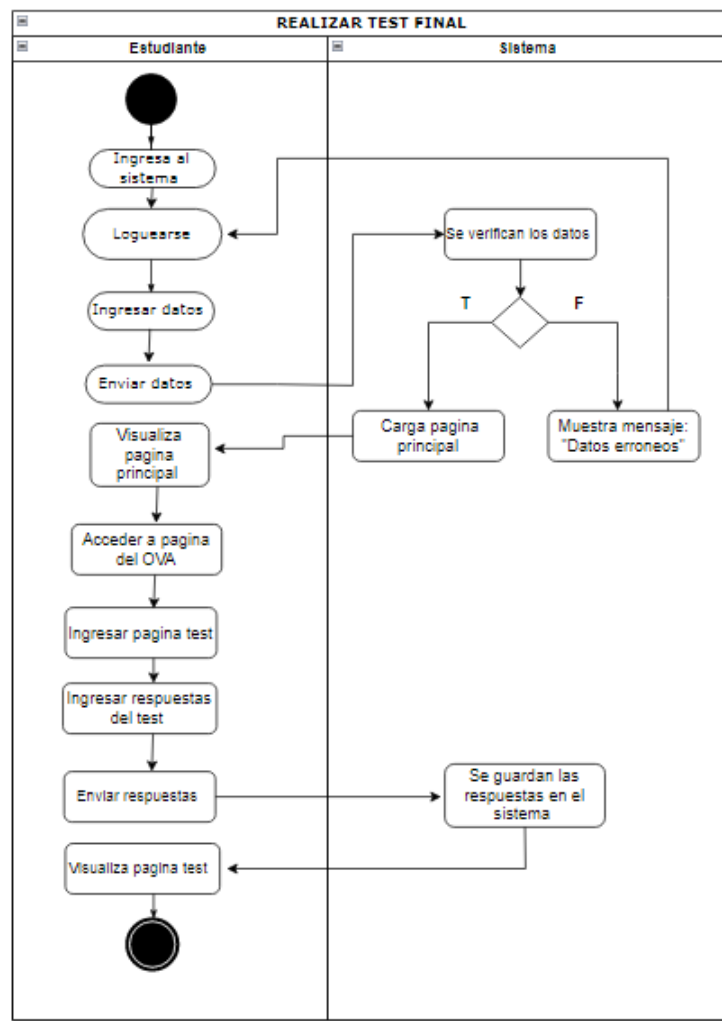 REALIZAR TEST FINAL
Estudiante
Sistema
Ingresa al
sistema
Loguearse
Se verifican los datos
Ingresar datos
T
F
Enviar datos
Carga pagina
principal
Muestra mensaje:
"Datos erroneos"
Visualiza
pagina
principal
Acceder a pagina
del OVA
Ingresar pagina test
Ingresar respuestas
del test
Enviar respuestas
Se guardan las
respuestas en el
sistema
Visualiza pagina test